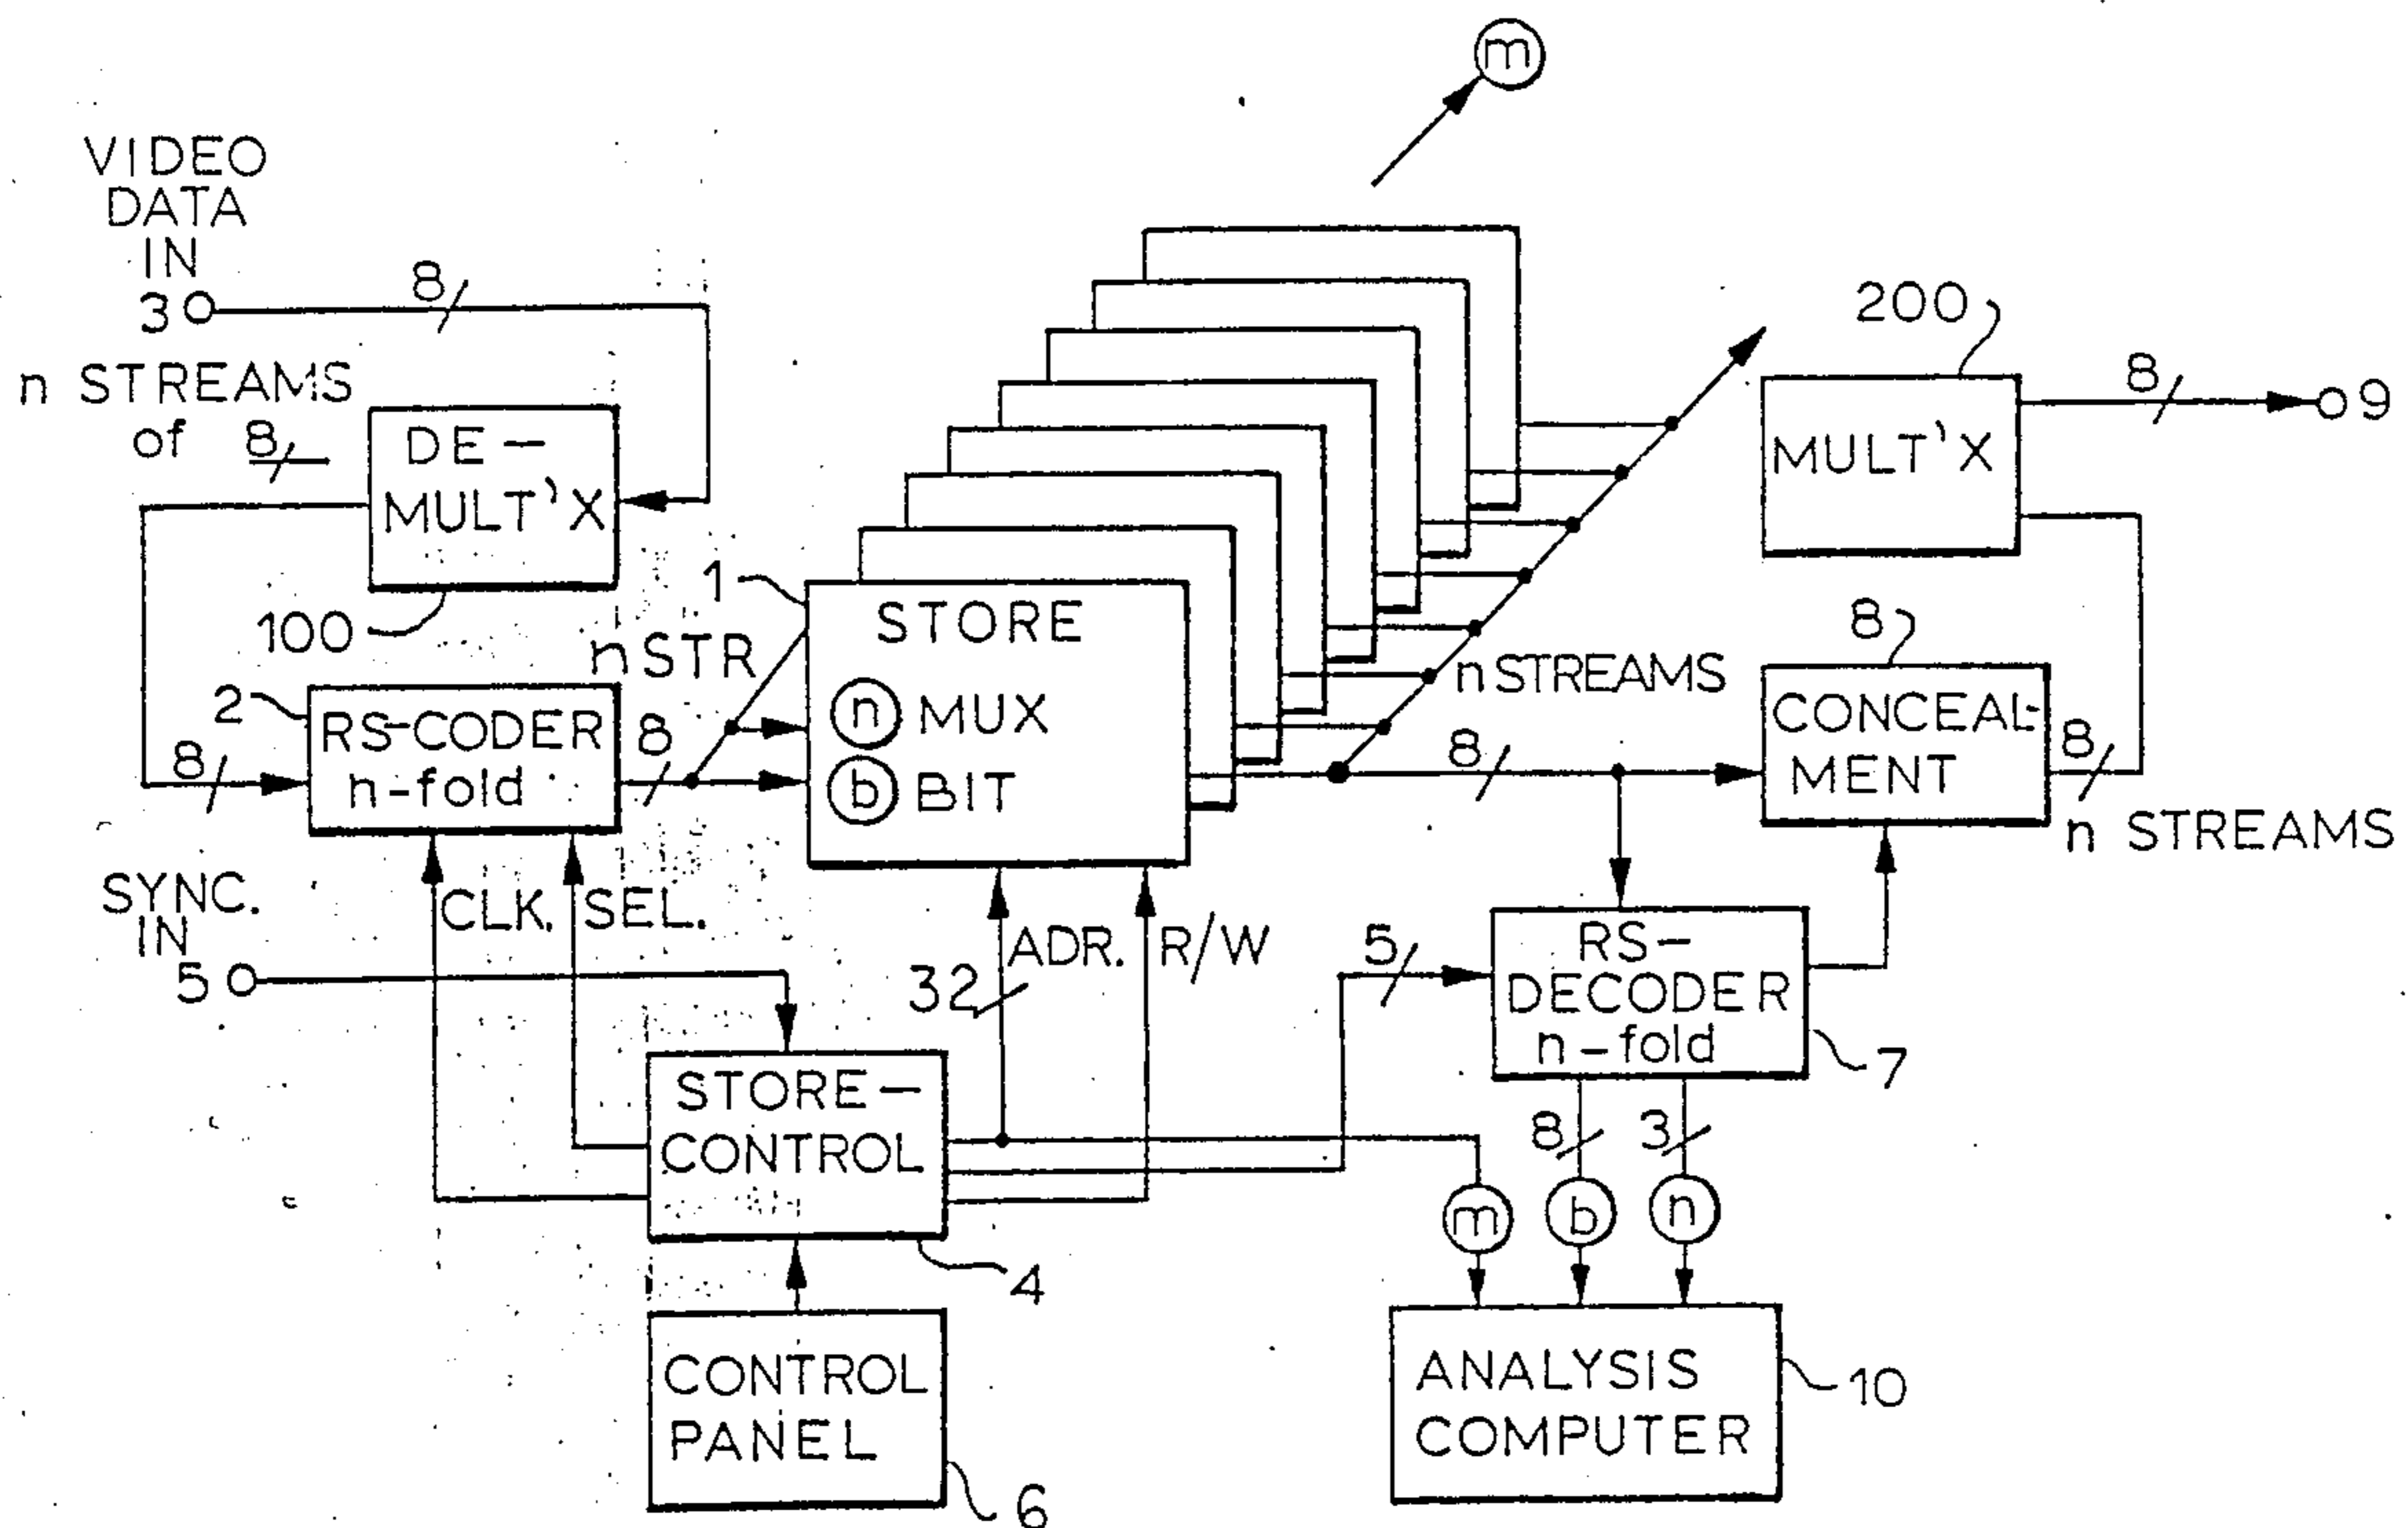 m
VIDEO
DATA
IN
3
8
n STREAMS
of 8
DE-
MULT'X
100
200
MULT'X
8
9
1
STORE
n MUX
b BIT
n STR
2
RS-CODER
n-fold
8
8
n STREAMS
8
8
CONCEAL-
MENT
8
n STREAMS
SYNC.
IN
5
CLK.
SEL.
32
ADR.
R/W
5
RS-
DECODER
n-fold
7
STORE-
CONTROL
4
8
3
m
b
n
CONTROL
PANEL
6
ANALYSIS
COMPUTER
10